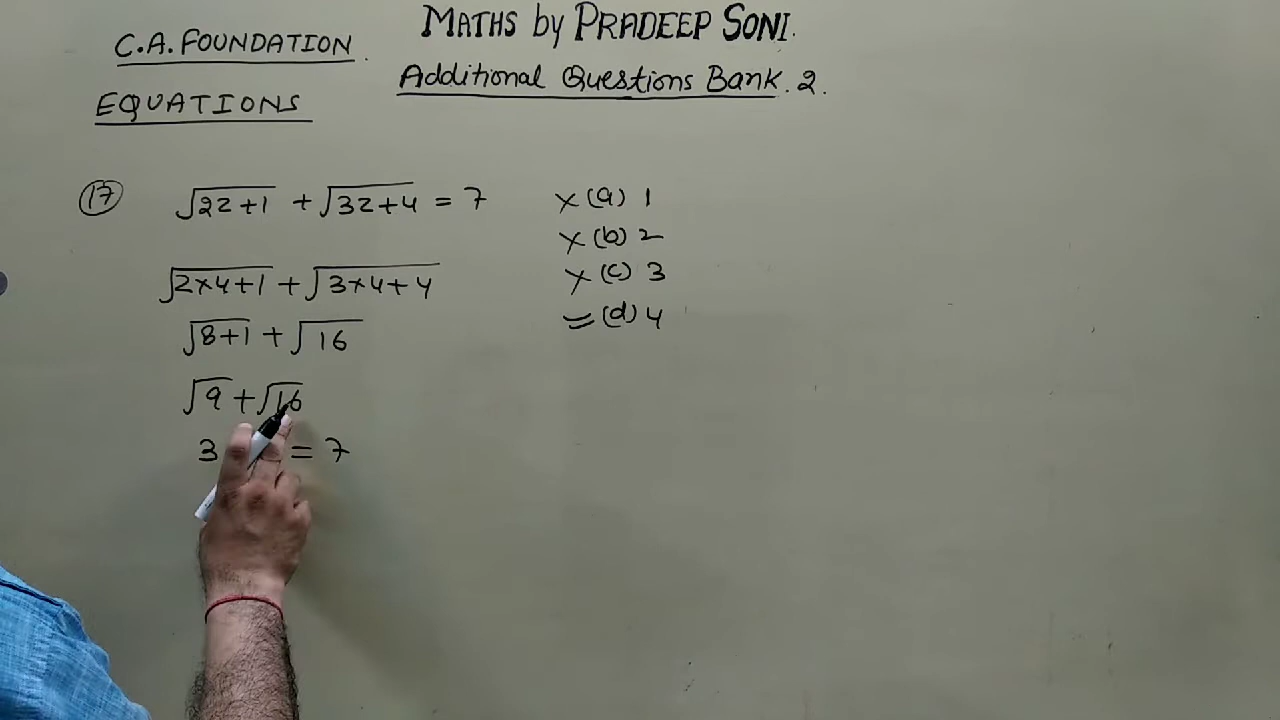 MATHS by PRADEEP SONI.
C.A. FOUNDATION.
Additional Questions Bank. 2.
EQUATIONS
17 √2z+1 + √3z+4 = 7
× (a) 1
× (b) 2
× (c) 3
= (d) 4
√2×4+1 + √3×4+4
√8+1 + √16
√9 + √16
3 = 7